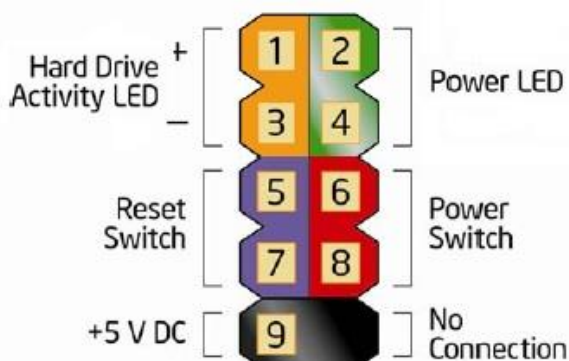 Hard Drive
Activity LED
+
−
1
2
3
4
Power LED
Reset
Switch
5
6
7
8
Power
Switch
+5 V DC
9
No
Connection